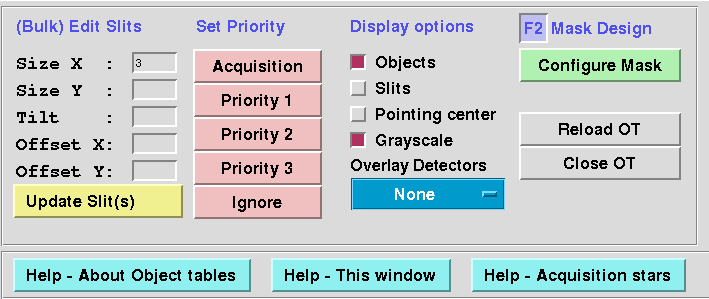 (Bulk) Edit Slits
Size X : 3
Size Y :
Tilt :
Offset X:
Offset Y:
Update Slit(s)
Set Priority
Acquisition
Priority 1
Priority 2
Priority 3
Ignore
Display options
Objects
Slits
Pointing center
Grayscale
Overlay Detectors
None
F2 Mask Design
Configure Mask
Reload OT
Close OT
Help - About Object tables
Help - This window
Help - Acquisition stars